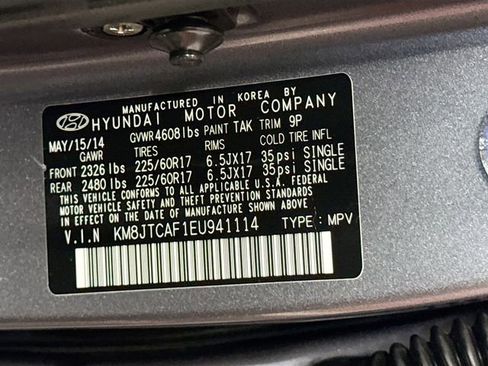 MANUFACTURED IN KOREA BY
HYUNDAI MOTOR COMPANY
MAY/15/14 GVWR4608lbs PAINT TAK TRIM 9P
GAWR TIRES RIMS COLD TIRE INFL
FRONT 2326 lbs 225/60R17 6.5JX17 35psi SINGLE
REAR 2480 lbs 225/60R17 6.5JX17 35psi SINGLE
THIS VEHICLE CONFORMS TO ALL APPLICABLE U.S.A. FEDERAL
MOTOR VEHICLE SAFETY AND THEFT PREVENTION STANDARDS
IN EFFECT ON THE DATE OF MANUFACTURE SHOWN ABOVE.
V.I.N KM8JTCAF1EU941114 TYPE : MPV